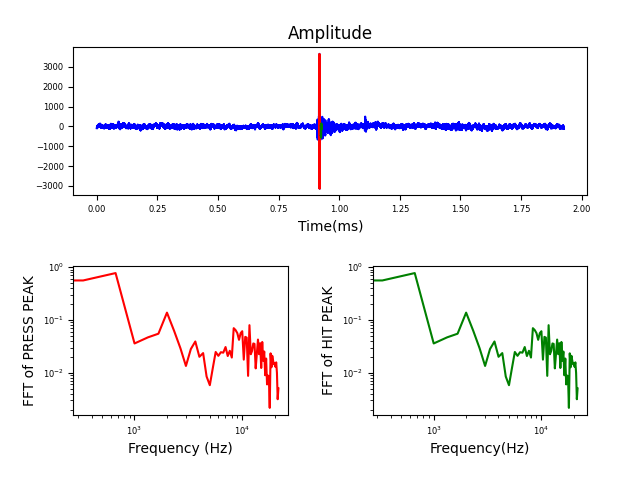 Amplitude
3000
2000
1000
0
−1000
−2000
−3000
0.00 0.25 0.50 0.75 1.00 1.25 1.50 1.75 2.00
Time(ms)
FFT of PRESS PEAK
10⁰
10⁻¹
10⁻²
10³ 10⁴
Frequency (Hz)
FFT of HIT PEAK
10⁰
10⁻¹
10⁻²
10³ 10⁴
Frequency(Hz)